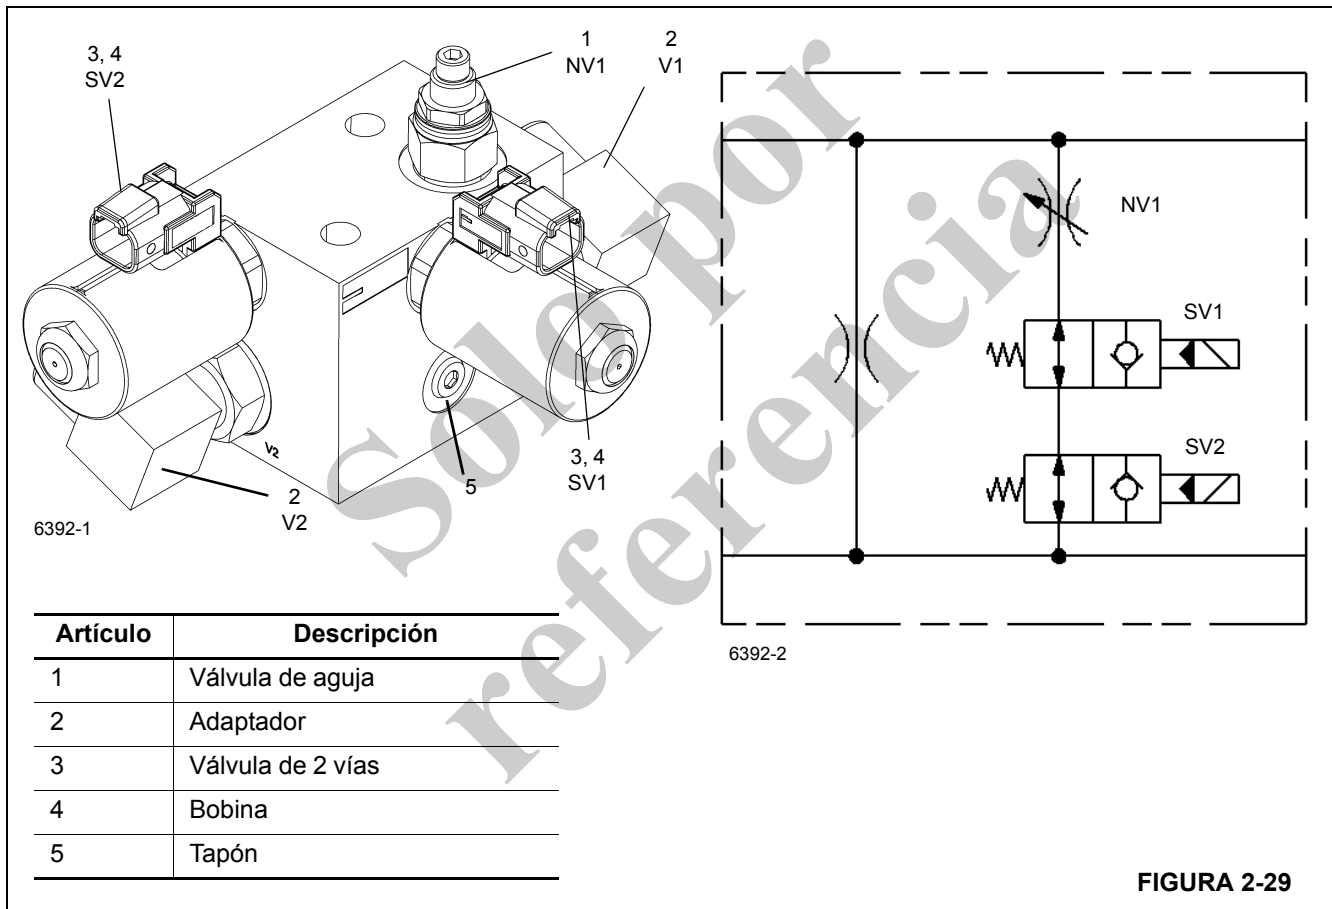 3, 4
SV2
1
NV1
2
V1
V2
3, 4
SV1
5
2
V2
6392-1
NV1
SV1
SV2
6392-2
Solo por
referencia
Artículo Descripción
1 Válvula de aguja
2 Adaptador
3 Válvula de 2 vías
4 Bobina
5 Tapón
FIGURA 2-29